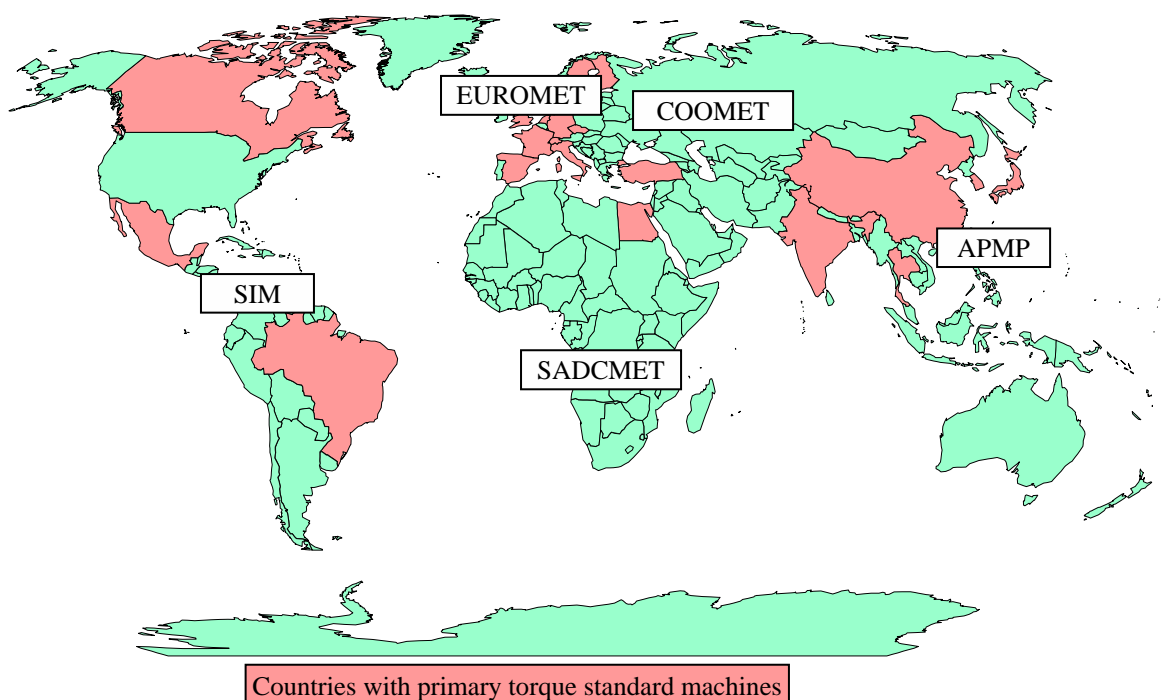 EUROMET
COOMET
APMP
SIM
SADCMET
Countries with primary torque standard machines